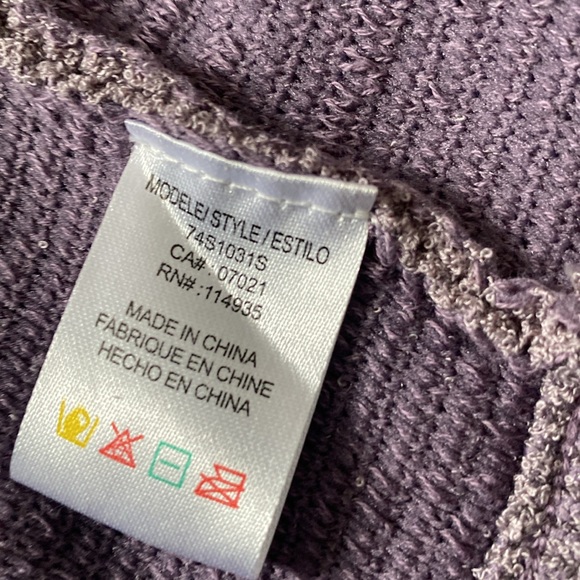 MODELE/STYLE/ESTILO
74S1031S
CA#: 07021
RN#:114935
MADE IN CHINA
FABRIQUE EN CHINE
HECHO EN CHINA